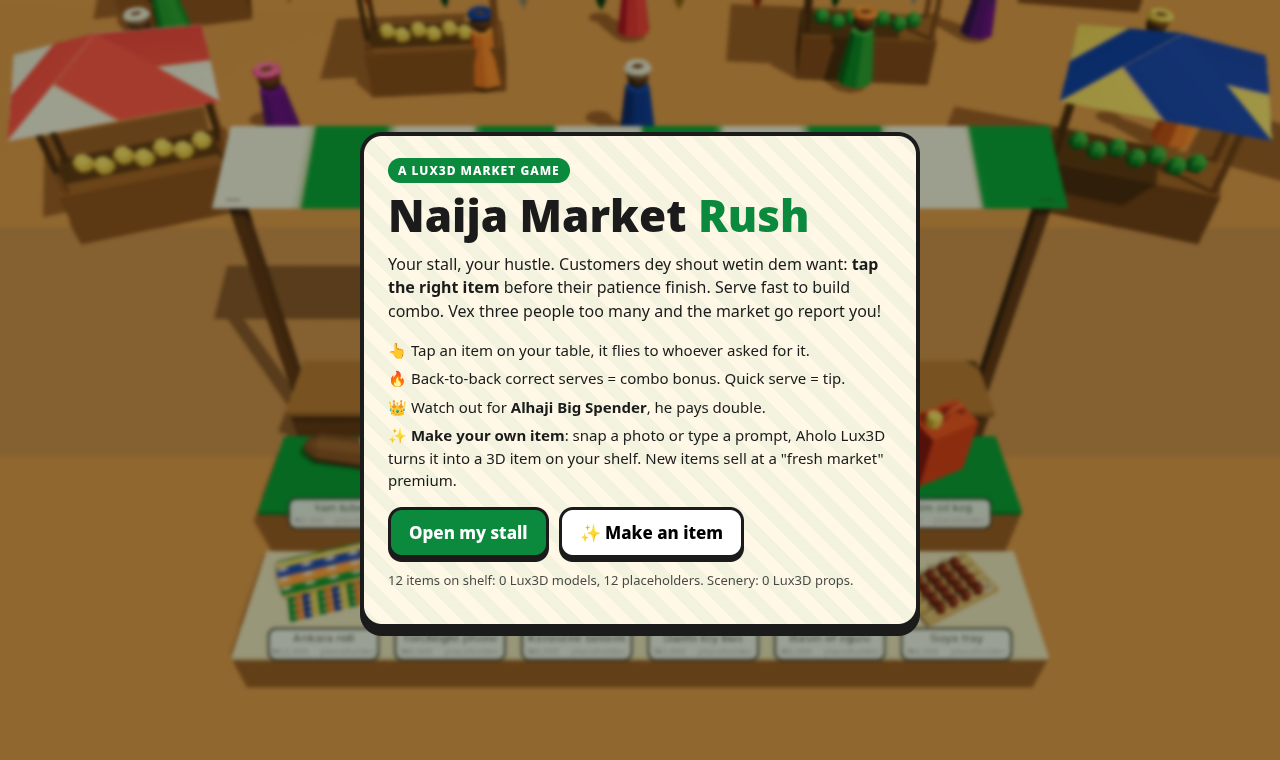 A LUX3D MARKET GAME
Naija Market Rush
Your stall, your hustle. Customers dey shout wetin dem want: tap
the right item before their patience finish. Serve fast to build
combo. Vex three people too many and the market go report you!
👆 Tap an item on your table, it flies to whoever asked for it.
🔥 Back-to-back correct serves = combo bonus. Quick serve = tip.
👑 Watch out for Alhaji Big Spender, he pays double.
✨ Make your own item: snap a photo or type a prompt, Aholo Lux3D
turns it into a 3D item on your shelf. New items sell at a "fresh market"
premium.
Open my stall
✨ Make an item
12 items on shelf: 0 Lux3D models, 12 placeholders. Scenery: 0 Lux3D props.
Ankara roll
Suya tray